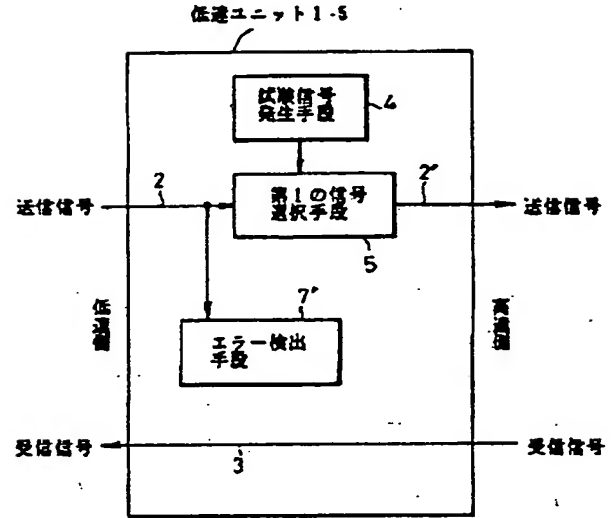 低速ユニット1-5
試験信号
発生手段
4
送信信号
2
第1の信号
選択手段
2"
送信信号
5
低速側
7"
エラー検出
手段
高速側
受信信号
3
受信信号